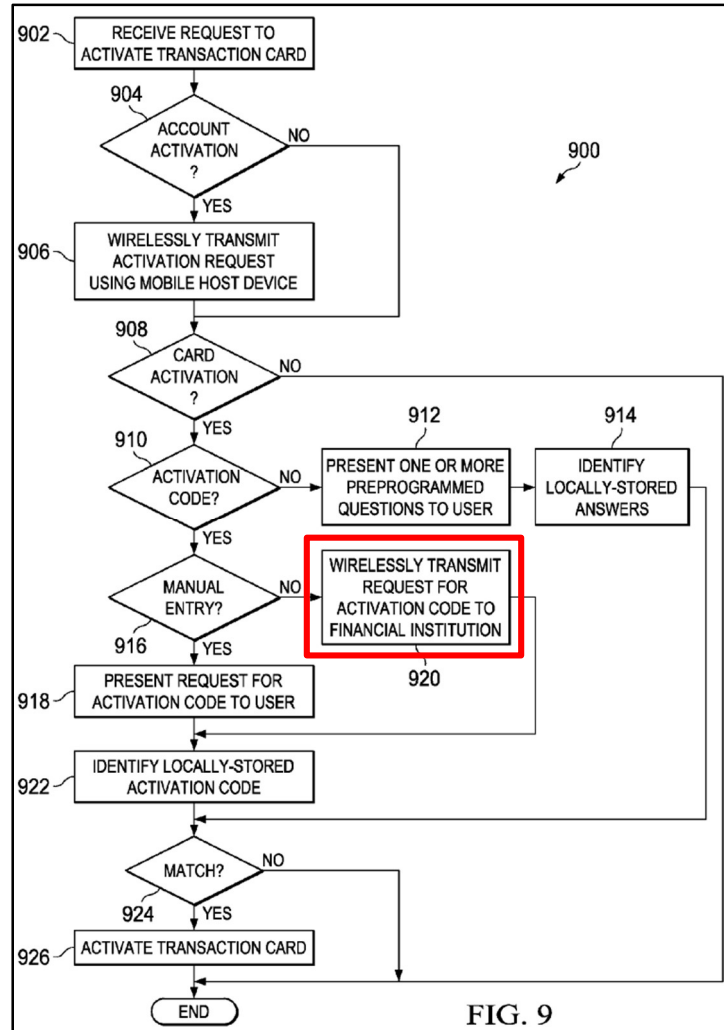 902
RECEIVE REQUEST TO
ACTIVATE TRANSACTION CARD
904
ACCOUNT
ACTIVATION
?
NO
YES
900
906
WIRELESSLY TRANSMIT
ACTIVATION REQUEST
USING MOBILE HOST DEVICE
908
CARD
ACTIVATION
?
NO
YES
910
ACTIVATION
CODE?
NO
YES
912
PRESENT ONE OR MORE
PREPROGRAMMED
QUESTIONS TO USER
914
IDENTIFY
LOCALLY-STORED
ANSWERS
MANUAL
ENTRY?
916
NO
YES
WIRELESSLY TRANSMIT
REQUEST FOR
ACTIVATION CODE TO
FINANCIAL INSTITUTION
920
918
PRESENT REQUEST FOR
ACTIVATION CODE TO USER
922
IDENTIFY LOCALLY-STORED
ACTIVATION CODE
MATCH?
924
NO
YES
926
ACTIVATE TRANSACTION CARD
END
FIG. 9